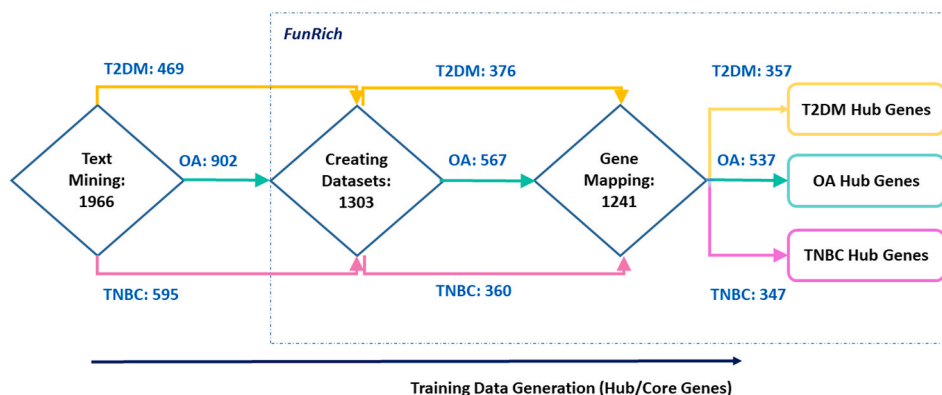 FunRich
T2DM: 469
T2DM: 376
T2DM: 357
T2DM Hub Genes
Text
Mining:
1966
OA: 902
Creating
Datasets:
1303
OA: 567
Gene
Mapping:
1241
OA: 537
OA Hub Genes
TNBC Hub Genes
TNBC: 595
TNBC: 360
TNBC: 347
Training Data Generation (Hub/Core Genes)